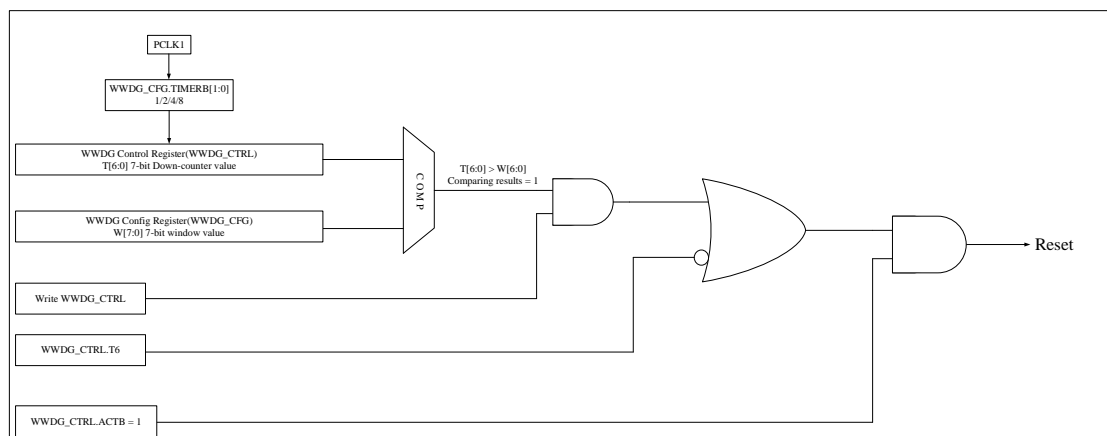 PCLK1
WWDG_CFG.TIMERB[1:0]
1/2/4/8
WWDG Control Register(WWDG_CTRL)
T[6:0] 7-bit Down-counter value
COMP
T[6:0] > W[6:0]
Comparing results = 1
WWDG Config Register(WWDG_CFG)
W[7:0] 7-bit window value
Reset
Write WWDG_CTRL
WWDG_CTRL.T6
WWDG_CTRL.ACTB = 1